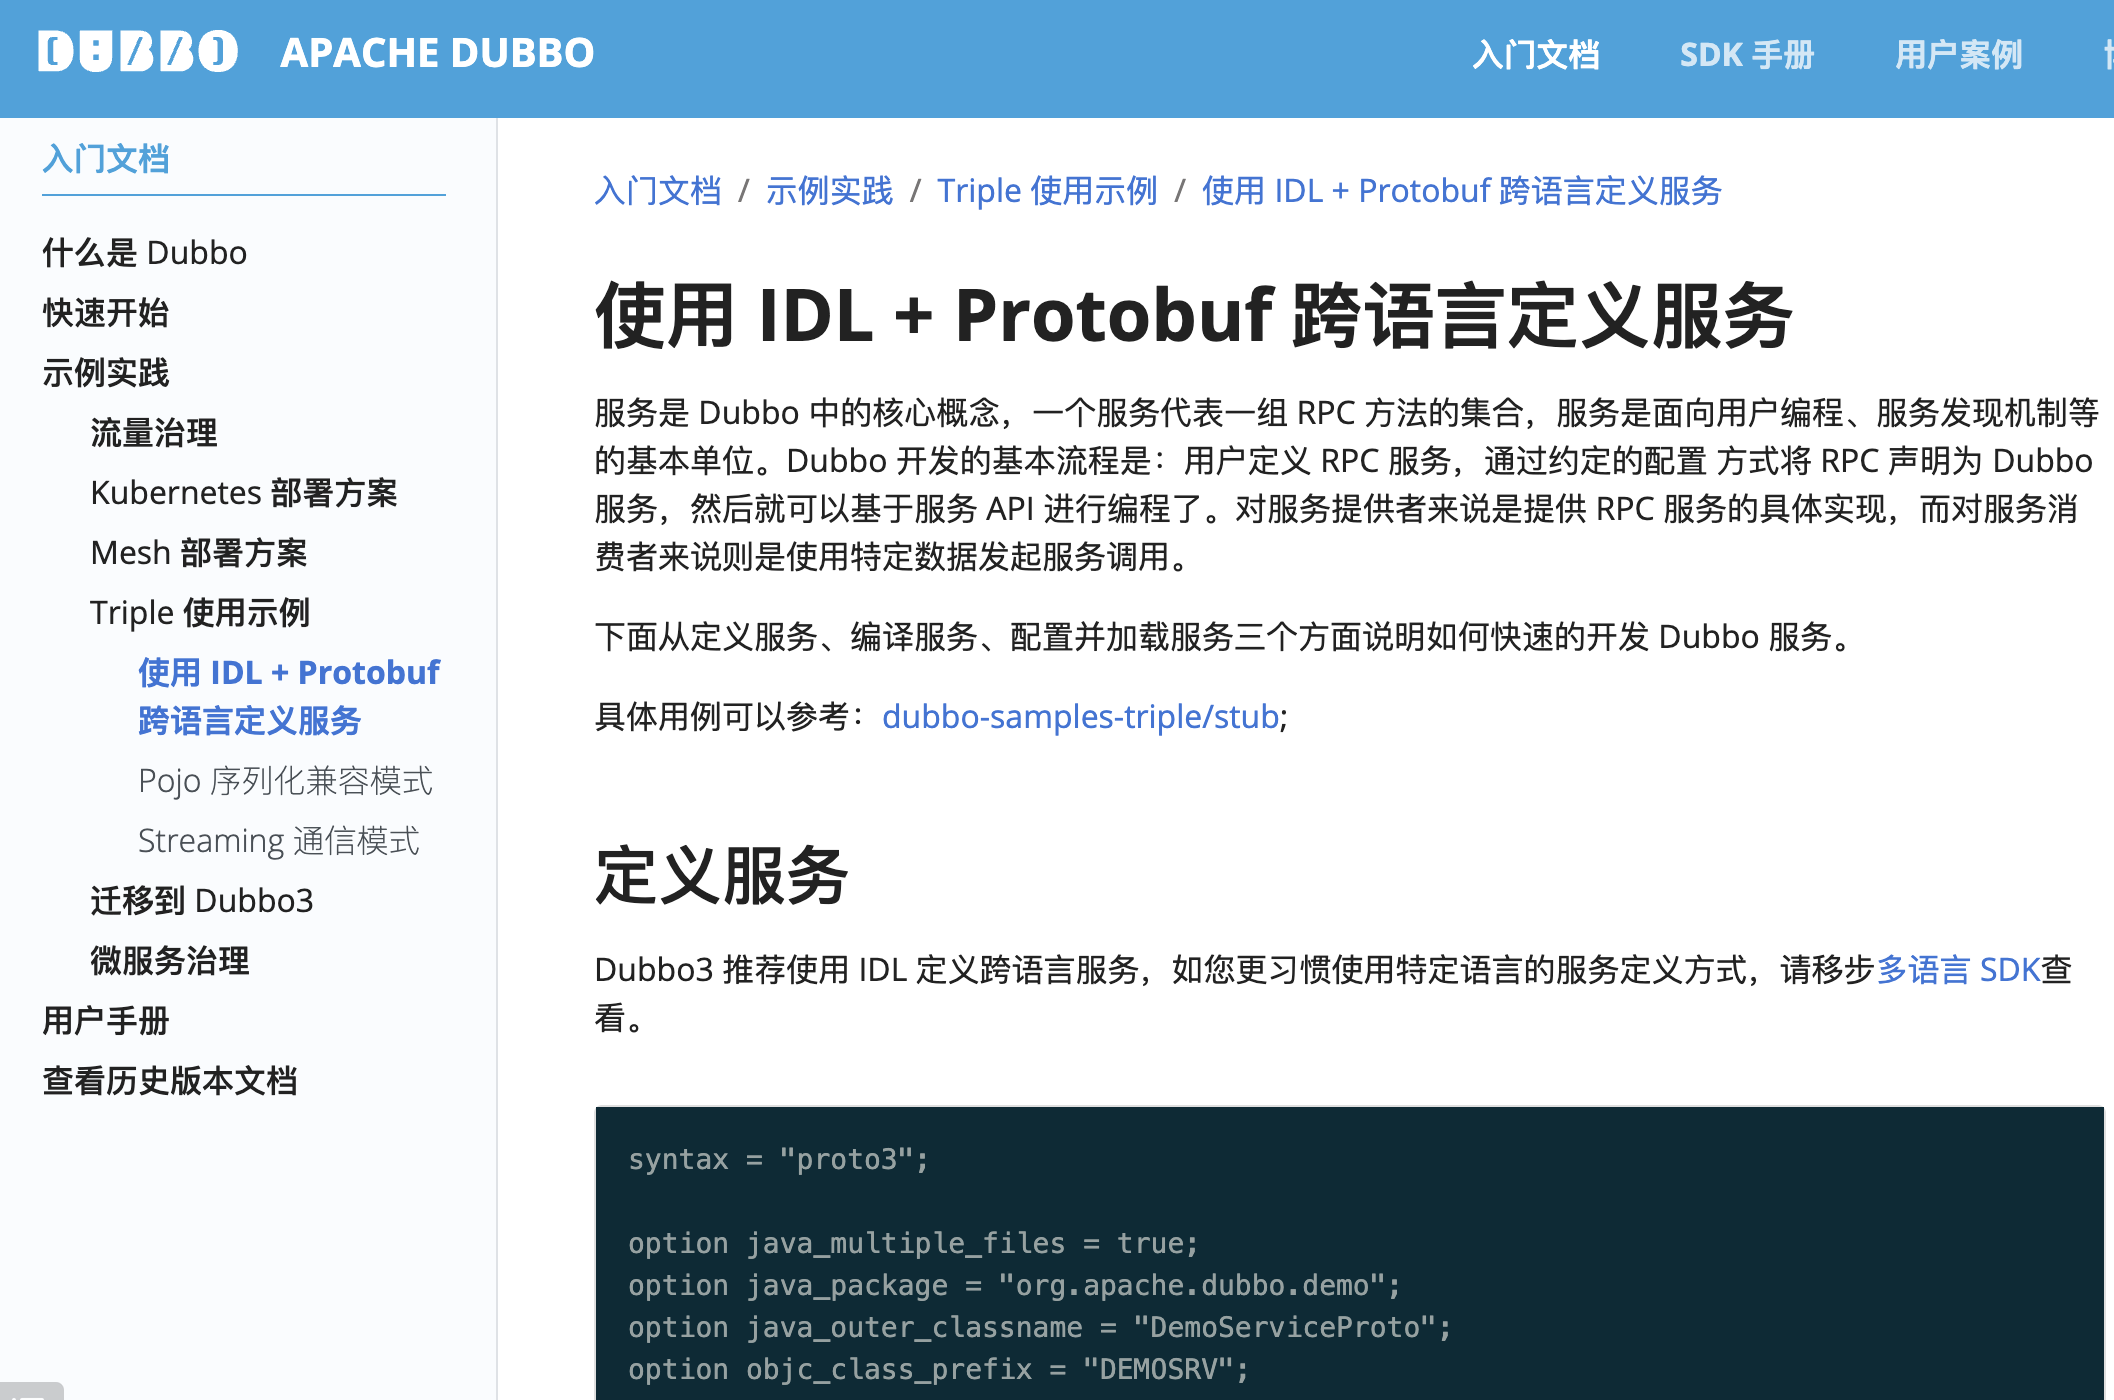 DUBBO APACHE DUBBO
入门文档 SDK 手册 用户案例
入门文档
什么是 Dubbo
快速开始
示例实践
流量治理
Kubernetes 部署方案
Mesh 部署方案
Triple 使用示例
使用 IDL + Protobuf
跨语言定义服务
Pojo 序列化兼容模式
Streaming 通信模式
迁移到 Dubbo3
微服务治理
用户手册
查看历史版本文档
入门文档 / 示例实践 / Triple 使用示例 / 使用 IDL + Protobuf 跨语言定义服务
使用 IDL + Protobuf 跨语言定义服务
服务是 Dubbo 中的核心概念，一个服务代表一组 RPC 方法的集合，服务是面向用户编程、服务发现机制等
的基本单位。Dubbo 开发的基本流程是：用户定义 RPC 服务，通过约定的配置 方式将 RPC 声明为 Dubbo
服务，然后就可以基于服务 API 进行编程了。对服务提供者来说是提供 RPC 服务的具体实现，而对服务消
费者来说则是使用特定数据发起服务调用。
下面从定义服务、编译服务、配置并加载服务三个方面说明如何快速的开发 Dubbo 服务。
具体用例可以参考：dubbo-samples-triple/stub;
定义服务
Dubbo3 推荐使用 IDL 定义跨语言服务，如您更习惯使用特定语言的服务定义方式，请移步多语言 SDK查
看。
syntax = "proto3";
option java_multiple_files = true;
option java_package = "org.apache.dubbo.demo";
option java_outer_classname = "DemoServiceProto";
option objc_class_prefix = "DEMOSRV";